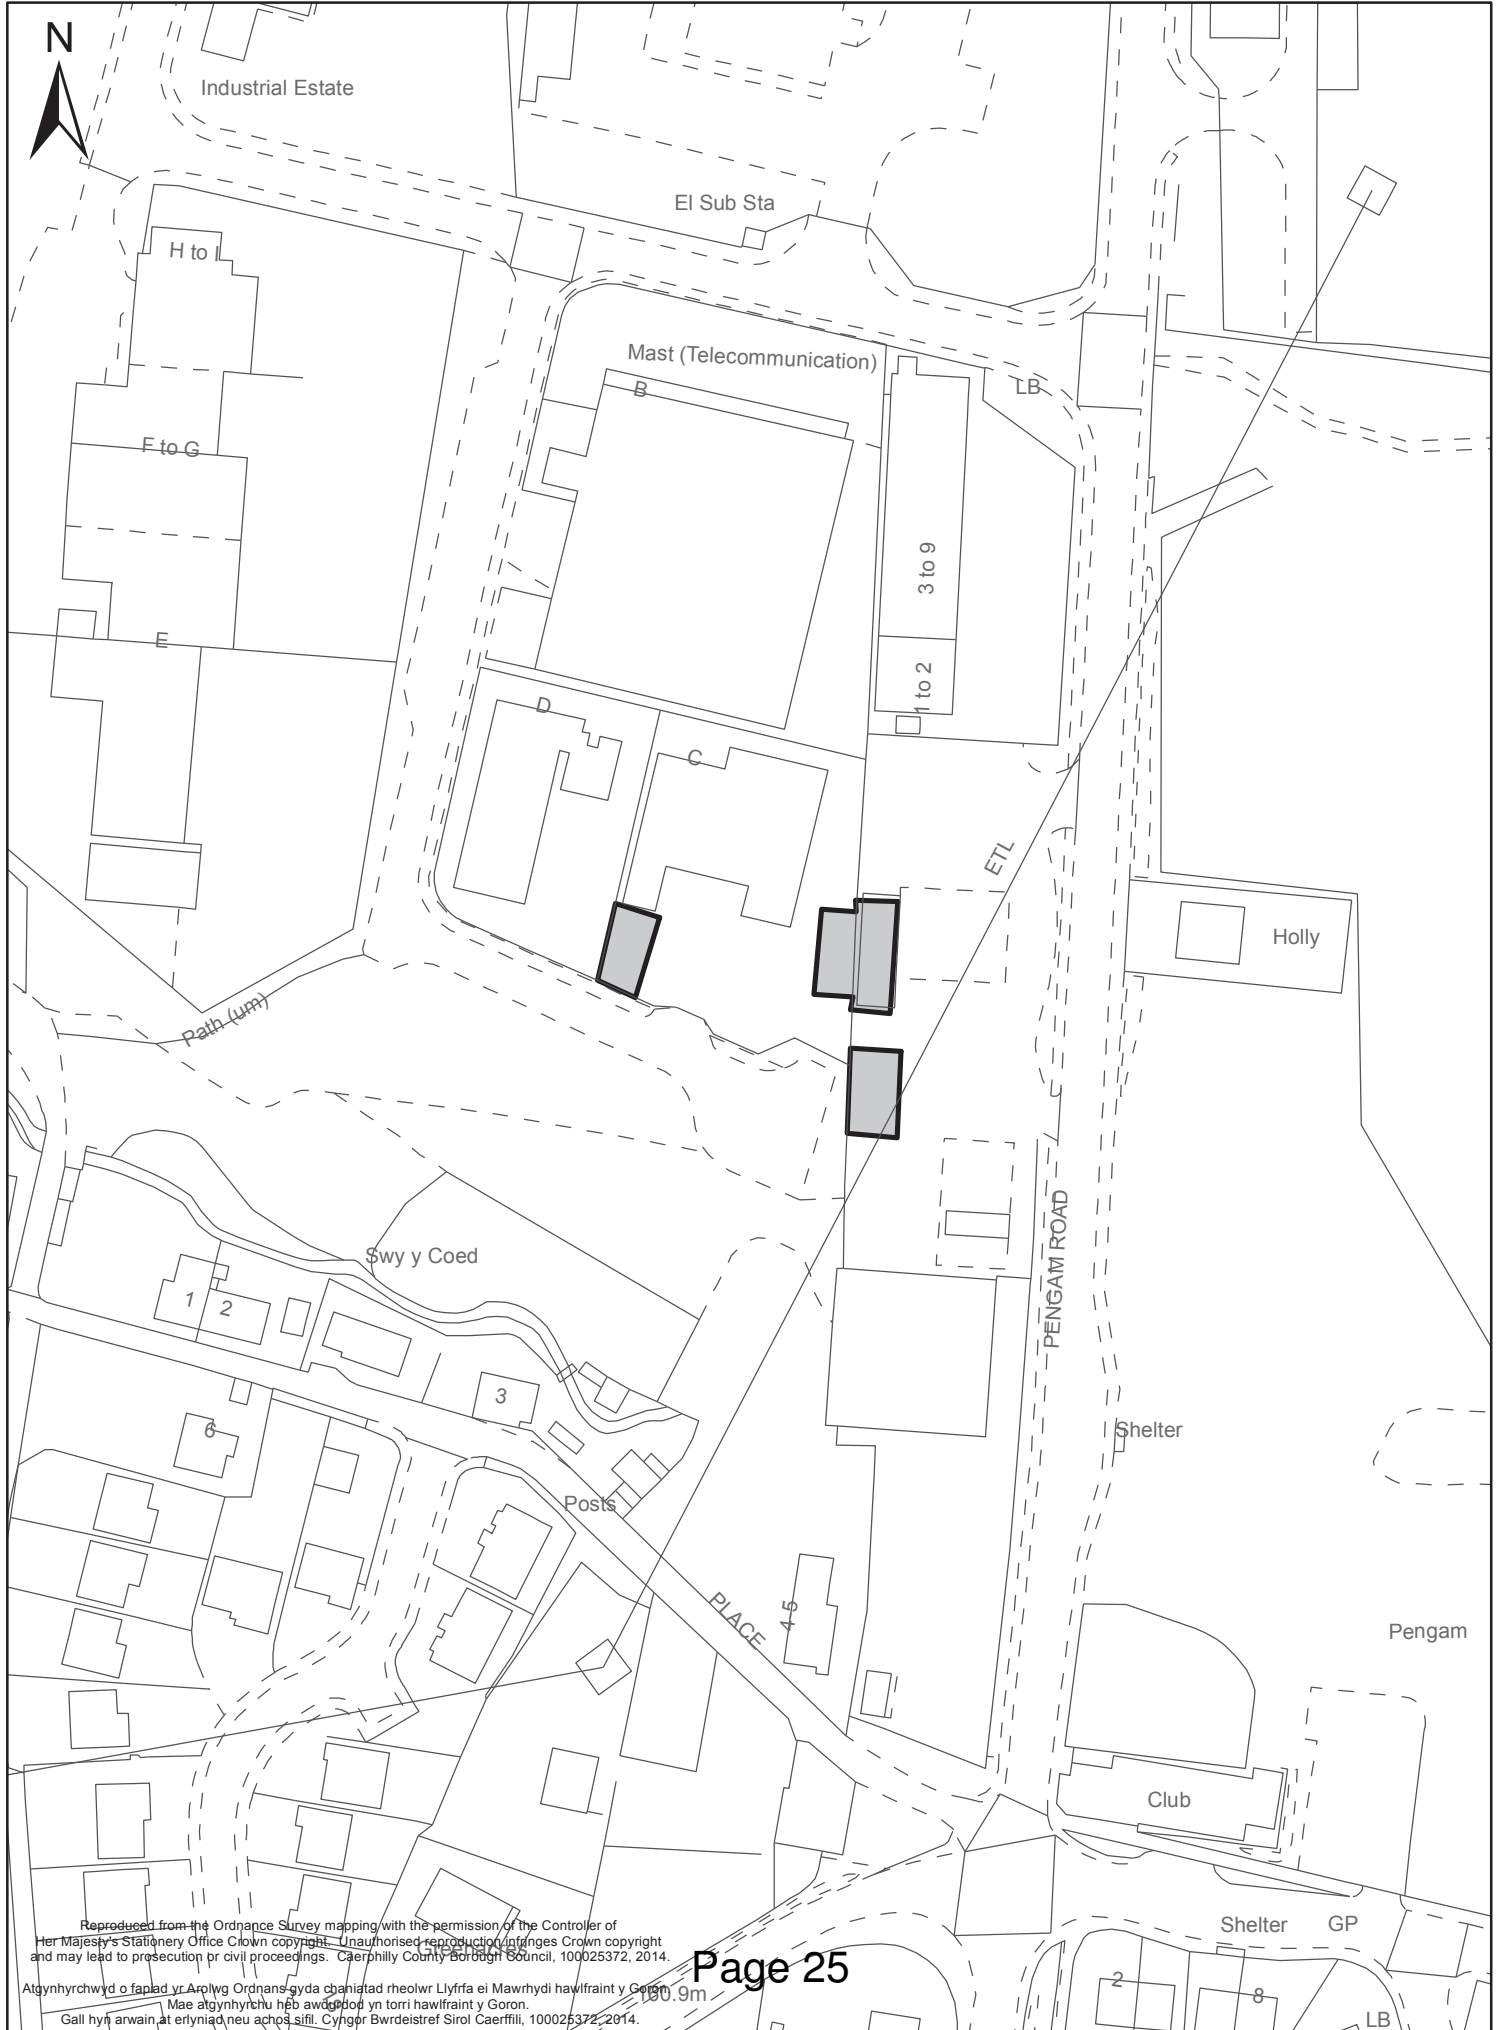 N
Industrial Estate
El Sub Sta
H to I
Mast (Telecommunication)
B
LB
F to G
3 to 9
E
1 to 2
D
C
ETL
Holly
Path (um)
PENGAM ROAD
Swy y Coed
1
2
3
6
Shelter
Posts
PLACE
4-5
Pengam
Club
Shelter
GP
Reproduced from the Ordnance Survey mapping with the permission of the Controller of
Her Majesty's Stationery Office Crown copyright. Unauthorised reproduction infringes Crown copyright
and may lead to prosecution or civil proceedings. Caerphilly County Borough Council, 100025372, 2014.
Greenacres
Page 25
Atgynhyrchwyd o fapiad yr Arolwg Ordnans gyda chaniatad rheolwr Llyfrfa ei Mawrhydi hawlfraint y Goron.
160.9m
Mae atgynhyrchu heb awdurdod yn torri hawlfraint y Goron.
Gall hyn arwain at erlyniad neu achos sifil. Cyngor Bwrdeistref Sirol Caerffili, 100025372, 2014.
2
8
LB